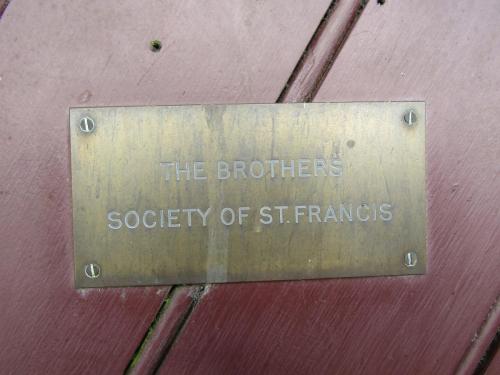 THE BROTHERS
SOCIETY OF ST.FRANCIS